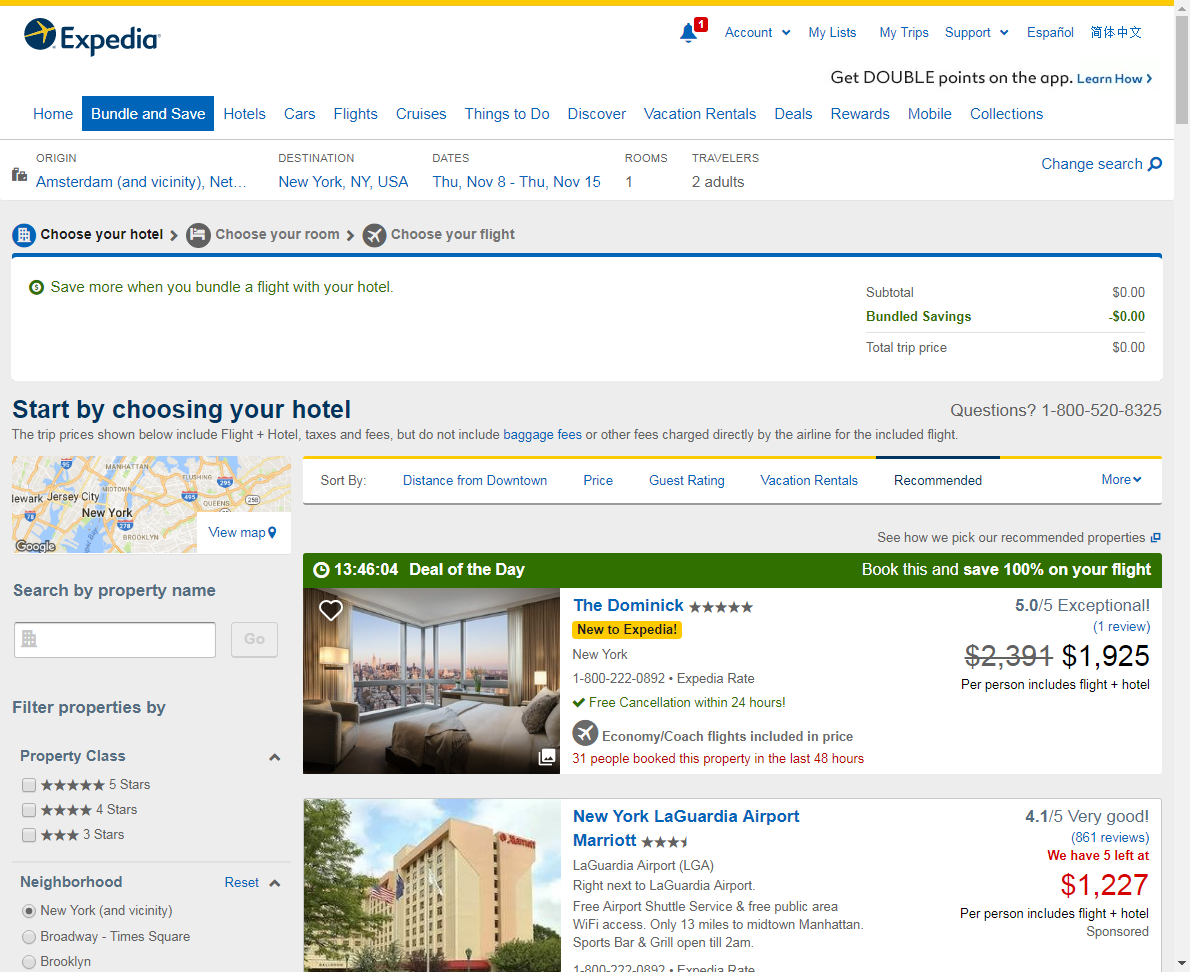 Expedia
1
Account
My Lists
My Trips
Support
Español
简体中文
Get DOUBLE points on the app. Learn How
Home
Bundle and Save
Hotels
Cars
Flights
Cruises
Things to Do
Discover
Vacation Rentals
Deals
Rewards
Mobile
Collections
ORIGIN
Amsterdam (and vicinity), Net...
DESTINATION
New York, NY, USA
DATES
Thu, Nov 8 - Thu, Nov 15
ROOMS
1
TRAVELERS
2 adults
Change search
Choose your hotel
Choose your room
Choose your flight
Save more when you bundle a flight with your hotel.
Subtotal $0.00
Bundled Savings -$0.00
Total trip price $0.00
Start by choosing your hotel
Questions? 1-800-520-8325
The trip prices shown below include Flight + Hotel, taxes and fees, but do not include baggage fees or other fees charged directly by the airline for the included flight.
95
MANHATTAN
FLUSHING
295
MIDTOWN
495
QUEENS
258
lewark Jersey City
New York
78
278
BROOKLYN
Google
View map
Search by property name
Go
Filter properties by
Property Class
5 Stars
4 Stars
3 Stars
Neighborhood
Reset
New York (and vicinity)
Broadway - Times Square
Brooklyn
Sort By:
Distance from Downtown
Price
Guest Rating
Vacation Rentals
Recommended
More
See how we pick our recommended properties
13:46:04 Deal of the Day
Book this and save 100% on your flight
The Dominick
New to Expedia!
New York
1-800-222-0892 • Expedia Rate
Free Cancellation within 24 hours!
Economy/Coach flights included in price
31 people booked this property in the last 48 hours
5.0/5 Exceptional!
(1 review)
$2,391 $1,925
Per person includes flight + hotel
Marriott
New York LaGuardia Airport
Marriott
LaGuardia Airport (LGA)
Right next to LaGuardia Airport.
Free Airport Shuttle Service & free public area
WiFi access. Only 13 miles to midtown Manhattan.
Sports Bar & Grill open till 2am.
1-800-222-0892 • Expedia Rate
4.1/5 Very good!
(861 reviews)
We have 5 left at
$1,227
Per person includes flight + hotel
Sponsored